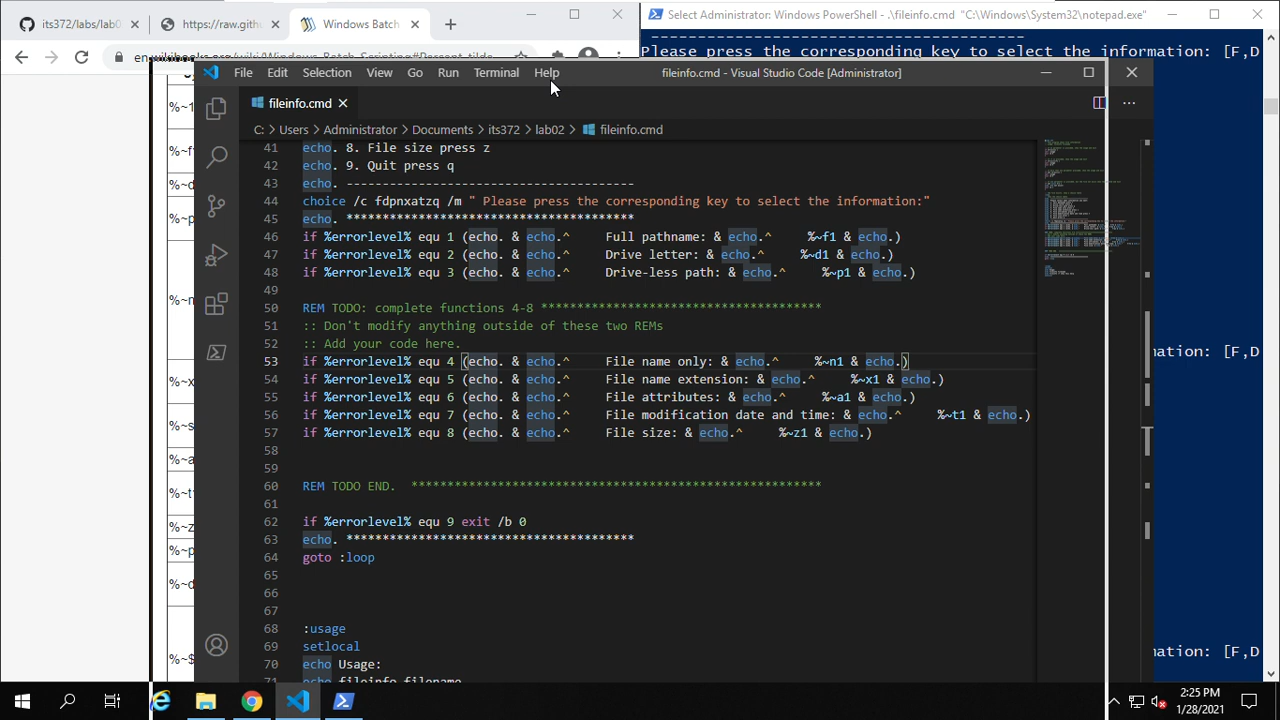 its372/labs/lab0
https://raw.gith
Windows Batch
Select Administrator: Windows PowerShell - .\fileinfo.cmd "C:\Windows\System32\notepad.exe"
Please press the corresponding key to select the information: [F,D
File Edit Selection View Go Run Terminal Help
fileinfo.cmd - Visual Studio Code [Administrator]
fileinfo.cmd
C: > Users > Administrator > Documents > its372 > lab02 > fileinfo.cmd
41 echo. 8. File size press z
42 echo. 9. Quit press q
43 echo. ----------------------------------------
44 choice /c fdpnxatzq /m " Please press the corresponding key to select the information:"
45 echo. ****************************************
46 if %errorlevel% equ 1 (echo. & echo.^ Full pathname: & echo.^ %~f1 & echo.)
47 if %errorlevel% equ 2 (echo. & echo.^ Drive letter: & echo.^ %~d1 & echo.)
48 if %errorlevel% equ 3 (echo. & echo.^ Drive-less path: & echo.^ %~p1 & echo.)
49
50 REM TODO: complete functions 4-8 ***************************************
51 :: Don't modify anything outside of these two REMs
52 :: Add your code here.
53 if %errorlevel% equ 4 (echo. & echo.^ File name only: & echo.^ %~n1 & echo.)
54 if %errorlevel% equ 5 (echo. & echo.^ File name extension: & echo.^ %~x1 & echo.)
55 if %errorlevel% equ 6 (echo. & echo.^ File attributes: & echo.^ %~a1 & echo.)
56 if %errorlevel% equ 7 (echo. & echo.^ File modification date and time: & echo.^ %~t1 & echo.)
57 if %errorlevel% equ 8 (echo. & echo.^ File size: & echo.^ %~z1 & echo.)
58
59
60 REM TODO END. *********************************************************
61
62 if %errorlevel% equ 9 exit /b 0
63 echo. ****************************************
64 goto :loop
65
66
67
68 :usage
69 setlocal
70 echo Usage:
71 echo fileinfo filename
%~1
%~f
%~d
%~p
%~n
%~x
%~s
%~a
%~t
%~z
%~p
%~d
%~$
mation: [F,D
mation: [F,D
2:25 PM
1/28/2021